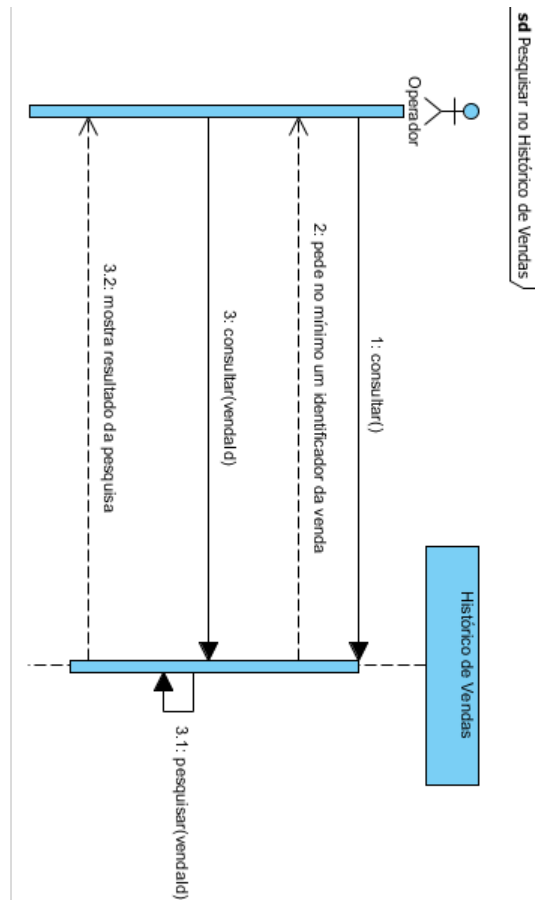 sd Pesquisar no Histórico de Vendas
Operador
Histórico de Vendas
1: consultar()
2: pede no mínimo um identificador da venda
3: consultar(vendaId)
3.1: pesquisar(vendaId)
3.2: mostra resultado da pesquisa